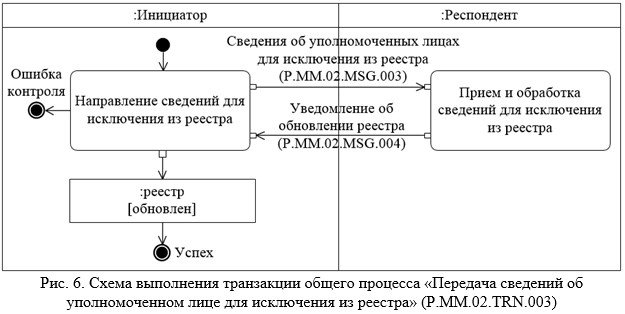 :Инициатор
:Респондент
Сведения об уполномоченных лицах
для исключения из реестра
(P.MM.02.MSG.003)
Ошибка
контроля
Направление сведений для
исключения из реестра
Прием и обработка
сведений для исключения
из реестра
Уведомление об
обновлении реестра
(P.MM.02.MSG.004)
:реестр
[обновлен]
Успех
Рис. 6. Схема выполнения транзакции общего процесса «Передача сведений об
уполномоченном лице для исключения из реестра» (P.MM.02.TRN.003)